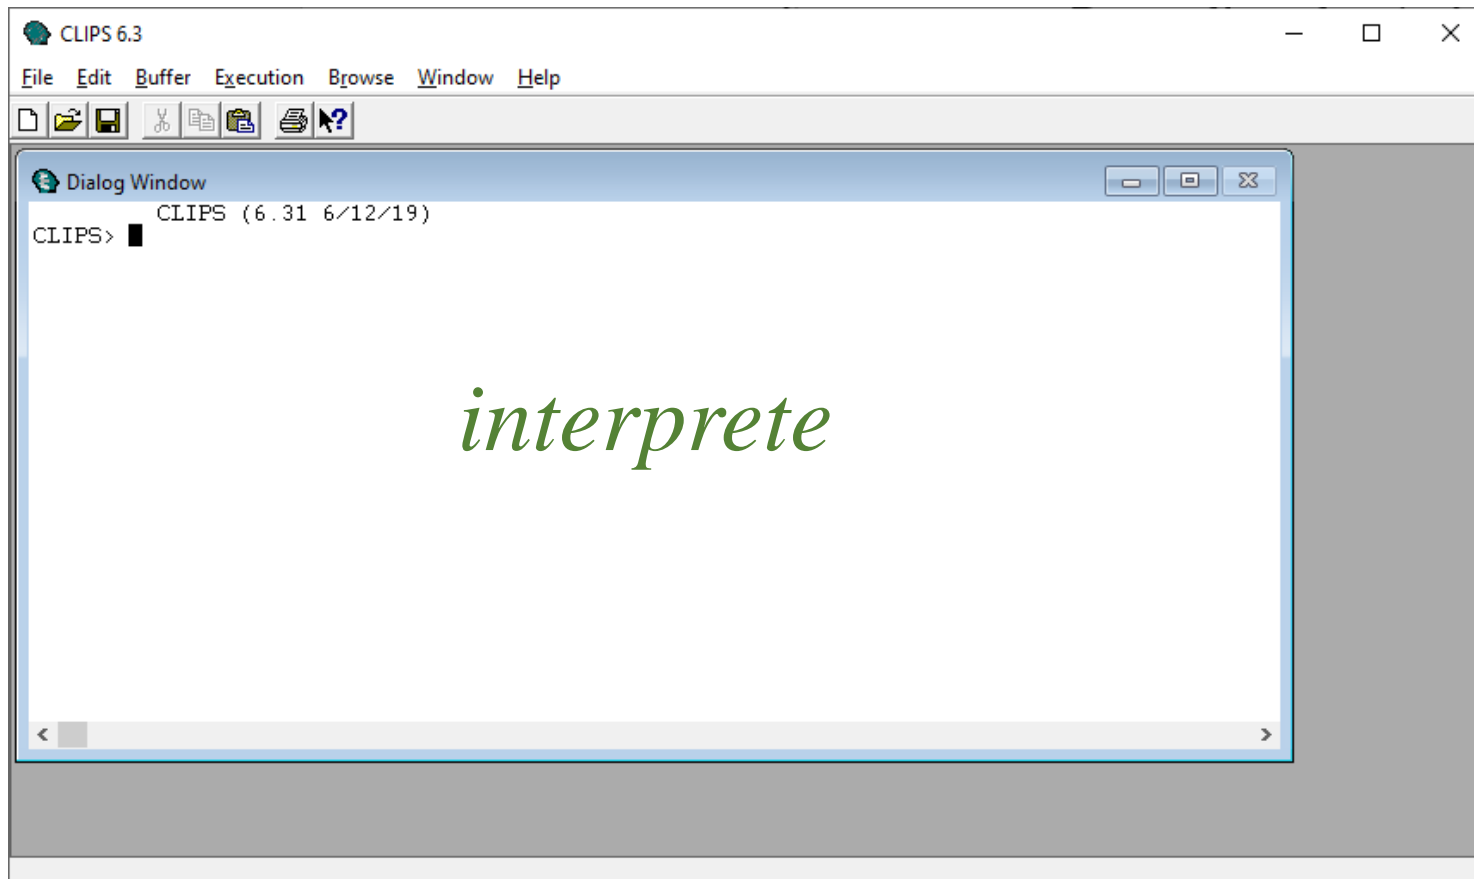 CLIPS 6.3
File Edit Buffer Execution Browse Window Help
Dialog Window
CLIPS (6.31 6/12/19)
CLIPS>
interprete